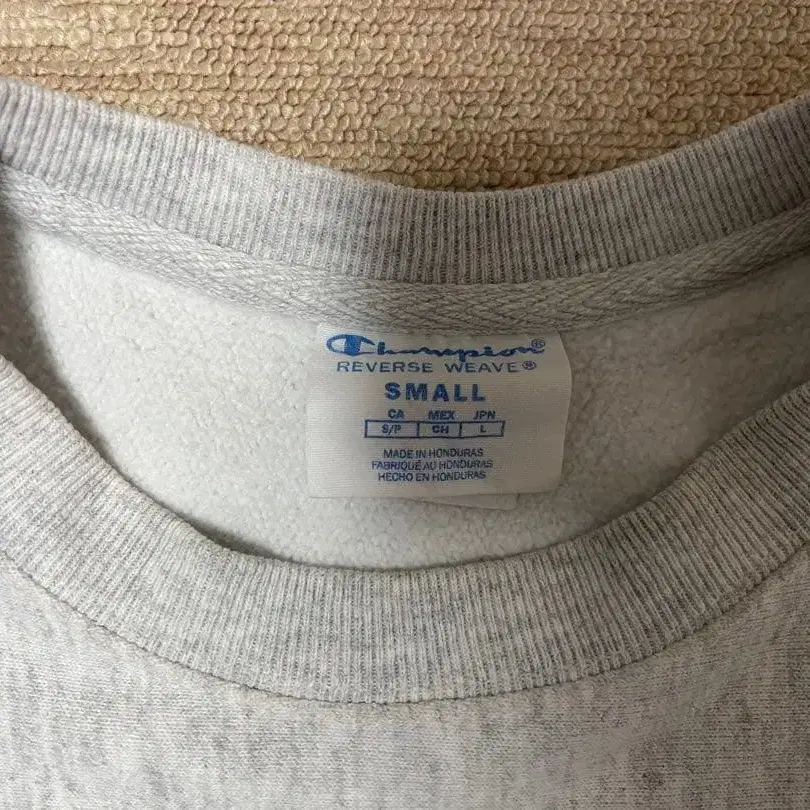 Champion®
REVERSE WEAVE®
SMALL
CA MEX JPN
S/P CH L
MADE IN HONDURAS
FABRIQUÉ AU HONDURAS
HECHO EN HONDURAS